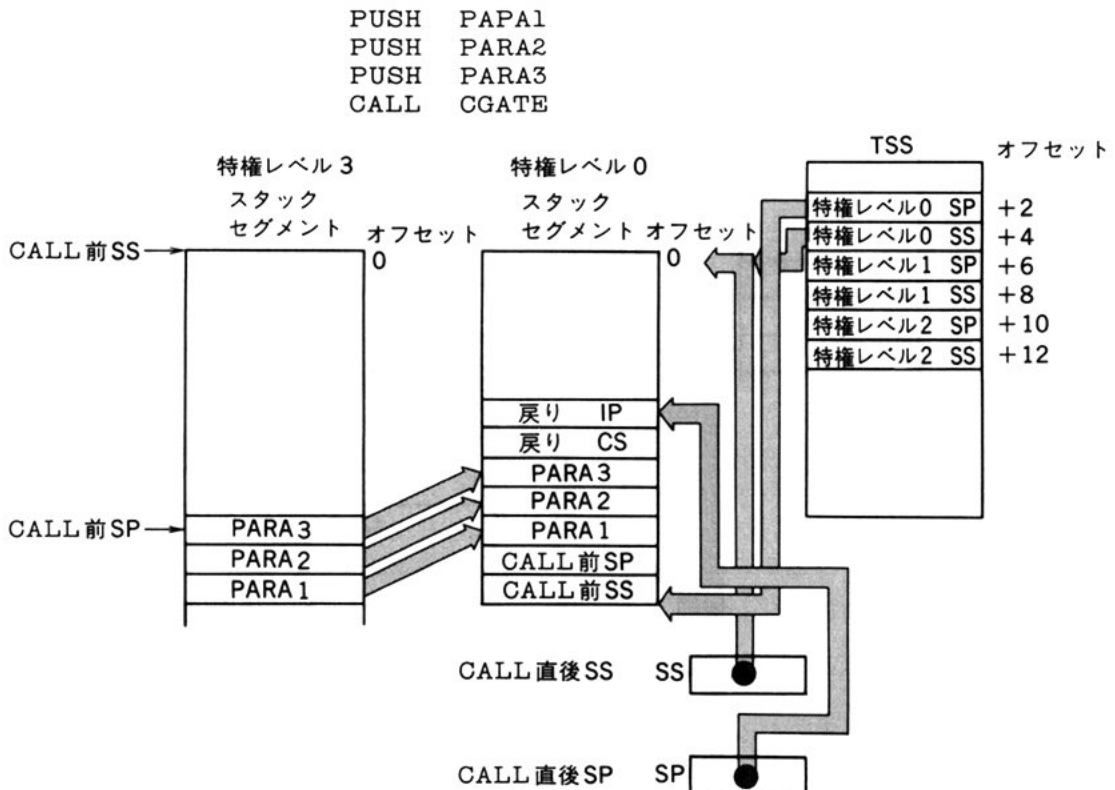 PUSH PAPA1
PUSH PARA2
PUSH PARA3
CALL CGATE
特権レベル3
スタック
セグメント
オフセット
0
CALL前SS
CALL前SP
PARA3
PARA2
PARA1
特権レベル0
スタック
セグメント
オフセット
0
戻り IP
戻り CS
PARA3
PARA2
PARA1
CALL前SP
CALL前SS
TSS
オフセット
特権レベル0 SP +2
特権レベル0 SS +4
特権レベル1 SP +6
特権レベル1 SS +8
特権レベル2 SP +10
特権レベル2 SS +12
CALL直後SS SS
CALL直後SP SP